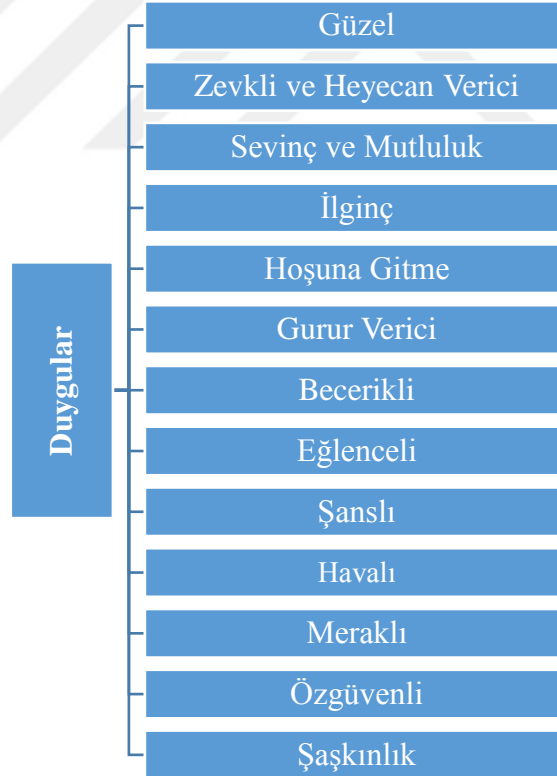 Duygular
Güzel
Zevkli ve Heyecan Verici
Sevinç ve Mutluluk
İlginç
Hoşuna Gitme
Gurur Verici
Becerikli
Eğlenceli
Şanslı
Havalı
Meraklı
Özgüvenli
Şaşkınlık